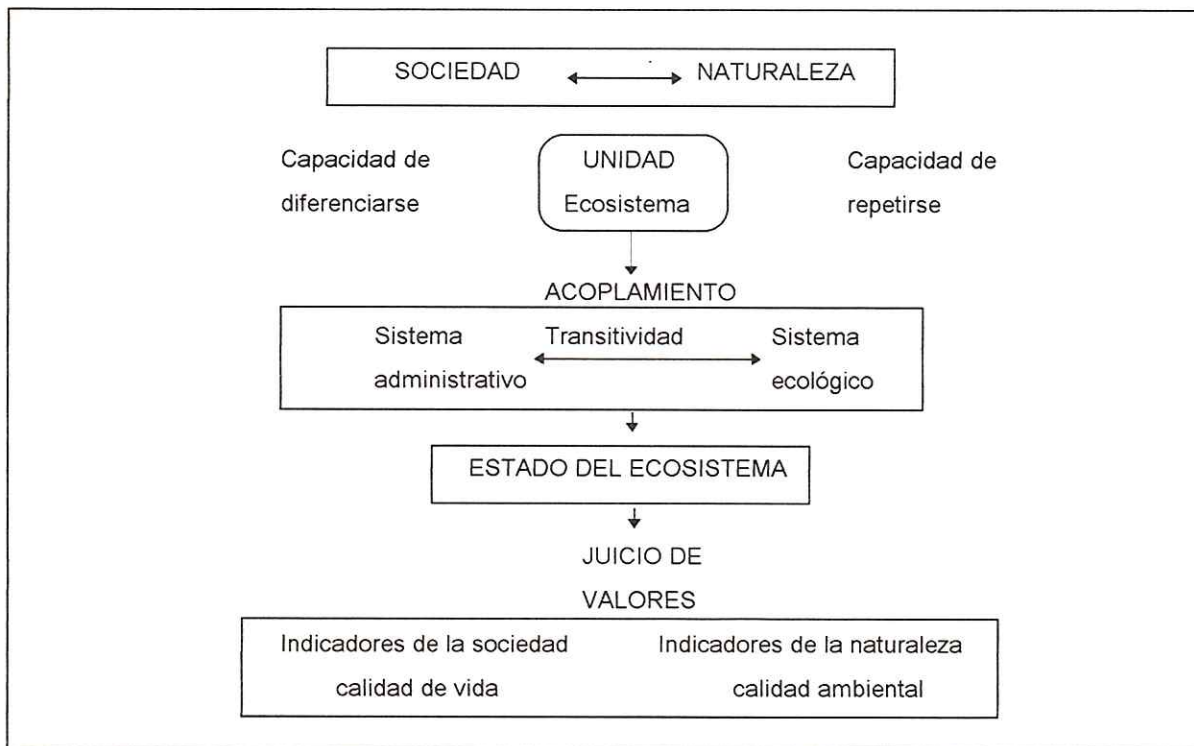 SOCIEDAD NATURALEZA
Capacidad de
diferenciarse
UNIDAD
Ecosistema
Capacidad de
repetirse
ACOPLAMIENTO
Sistema
administrativo
Transitividad
Sistema
ecológico
ESTADO DEL ECOSISTEMA
JUICIO DE
VALORES
Indicadores de la sociedad
calidad de vida
Indicadores de la naturaleza
calidad ambiental